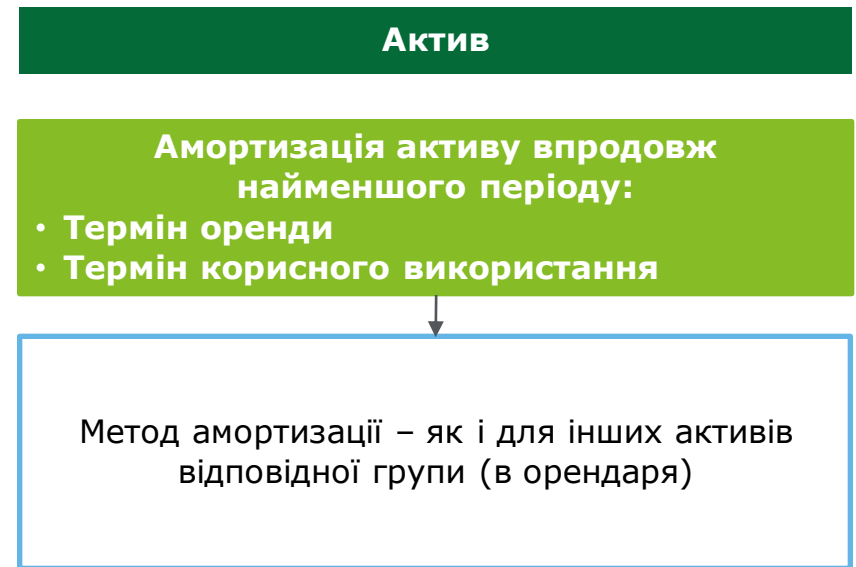 Актив
Амортизація активу впродовж
найменшого періоду:
• Термін оренди
• Термін корисного використання
Метод амортизації – як і для інших активів
відповідної групи (в орендаря)